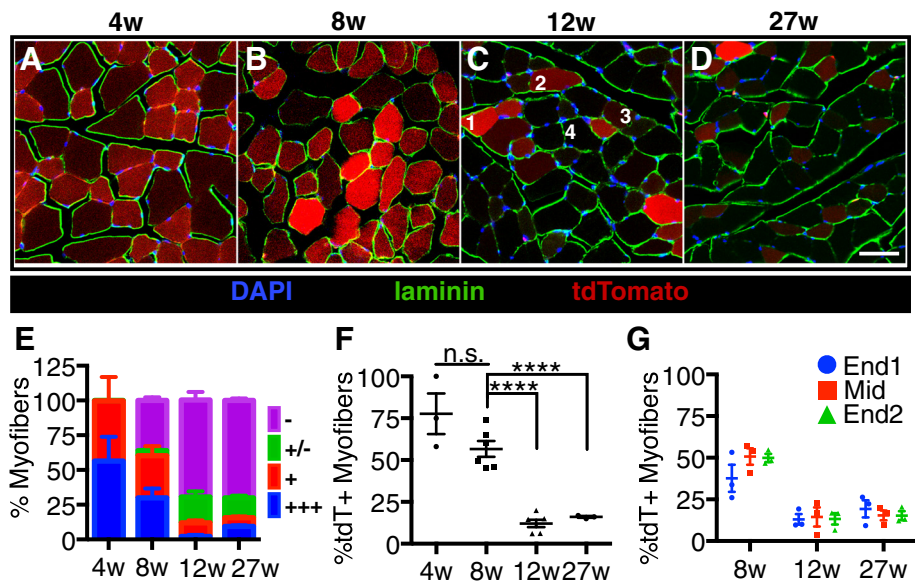 4w 8w 12w 27w
A B C D
1 2 3 4
DAPI laminin tdTomato
E
% Myofibers
125
100
75
50
25
0
4w 8w 12w 27w
-
+/-
+
+++
F
%tdT+ Myofibers
n.s.
****
****
100
75
50
25
0
4w 8w 12w 27w
G
%tdT+ Myofibers
End1
Mid
End2
100
75
50
25
0
8w 12w 27w